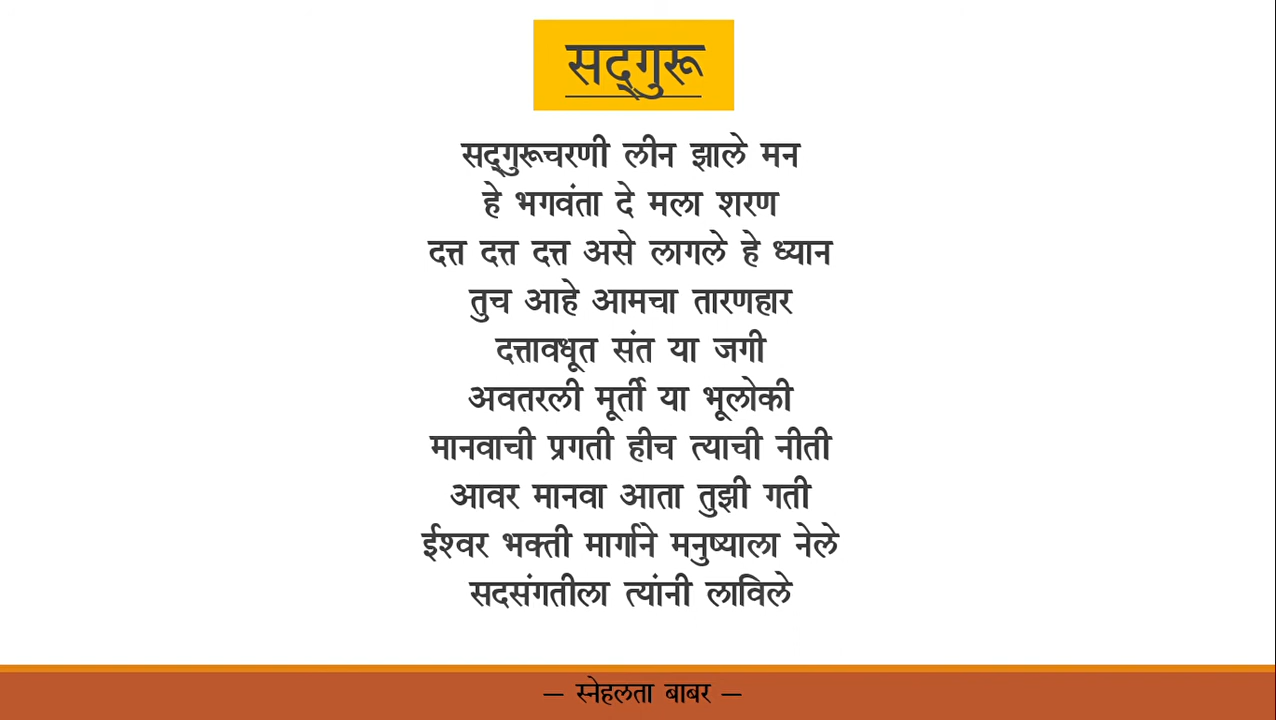 सद्‌गुरू
सद्‌गुरूचरणी लीन झाले मन
हे भगवंता दे मला शरण
दत्त दत्त दत्त असे लागले हे ध्यान
तुच आहे आमचा तारणहार
दत्तावधूत संत या जगी
अवतरली मूर्ती या भूलोकी
मानवाची प्रगती हीच त्याची नीती
आवर मानवा आता तुझी गती
ईश्वर भक्ती मार्गाने मनुष्याला नेले
सदसंगतीला त्यांनी लाविले
— स्नेहलता बाबर —